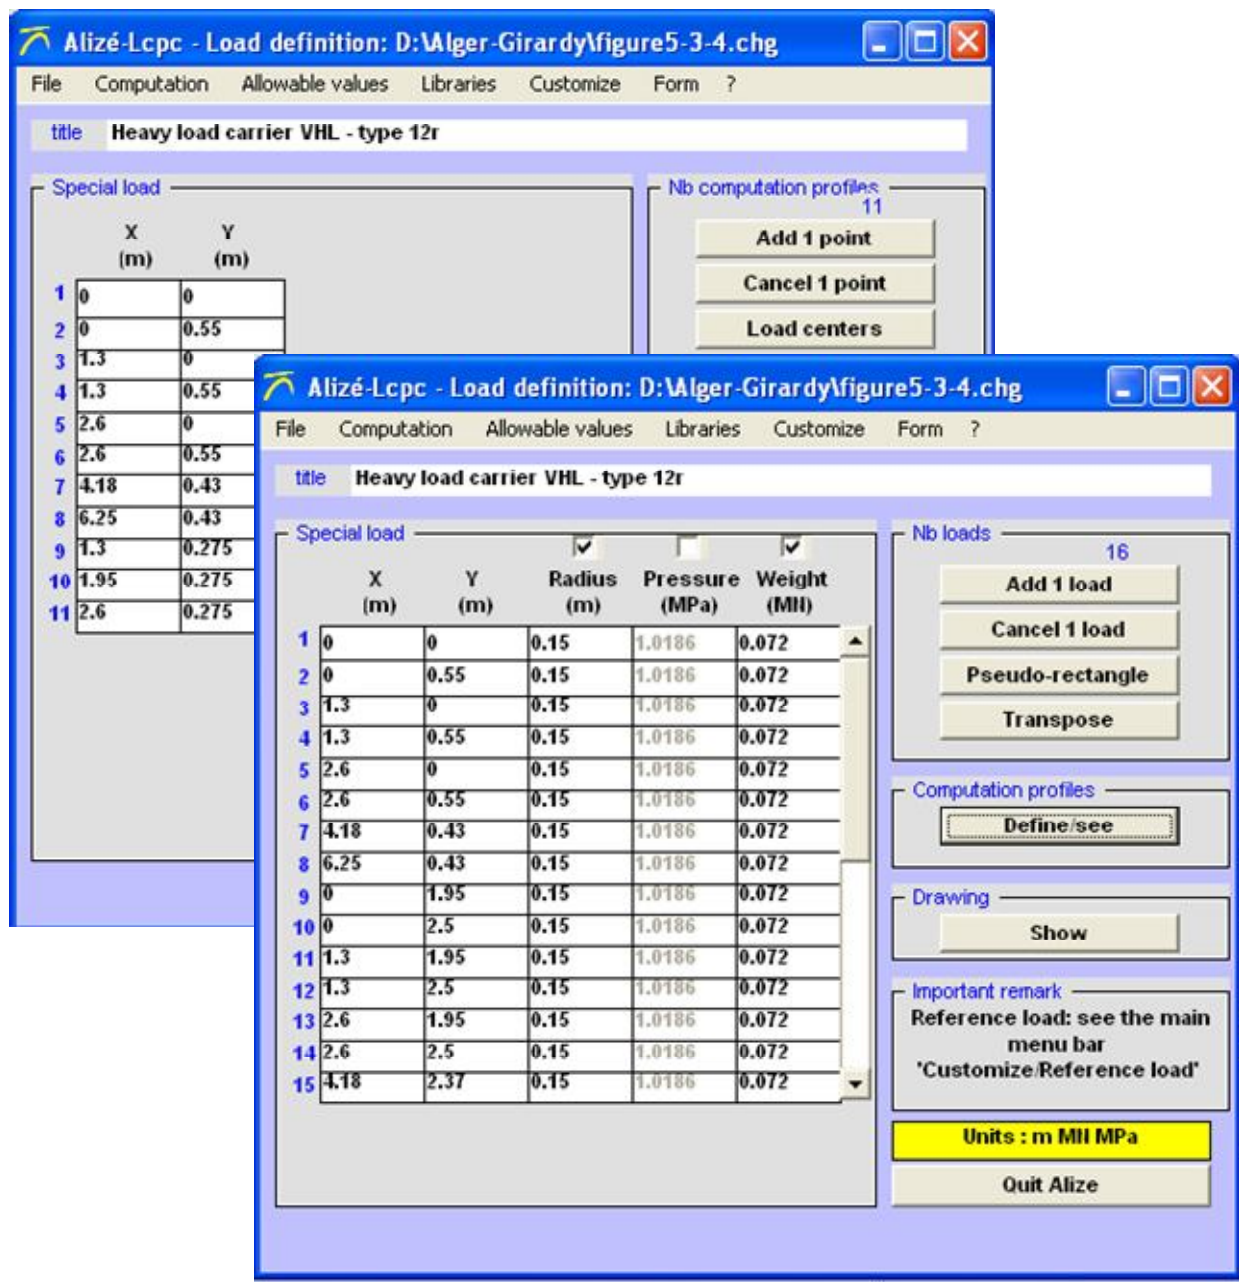 Alizé-Lcpc - Load definition: D:\Alger-Girardy\figure5-3-4.chg
File Computation Allowable values Libraries Customize Form ?
title Heavy load carrier VHL - type 12r
Special load
X Y
(m) (m)
1 0 0
2 0 0.55
3 1.3 0
4 1.3 0.55
5 2.6 0
6 2.6 0.55
7 4.18 0.43
8 6.25 0.43
9 1.3 0.275
10 1.95 0.275
11 2.6 0.275
Nb computation profiles
11
Add 1 point
Cancel 1 point
Load centers
Alizé-Lcpc - Load definition: D:\Alger-Girardy\figure5-3-4.chg
File Computation Allowable values Libraries Customize Form ?
title Heavy load carrier VHL - type 12r
Special load
X Y Radius Pressure Weight
(m) (m) (m) (MPa) (MN)
1 0 0 0.15 1.0186 0.072
2 0 0.55 0.15 1.0186 0.072
3 1.3 0 0.15 1.0186 0.072
4 1.3 0.55 0.15 1.0186 0.072
5 2.6 0 0.15 1.0186 0.072
6 2.6 0.55 0.15 1.0186 0.072
7 4.18 0.43 0.15 1.0186 0.072
8 6.25 0.43 0.15 1.0186 0.072
9 0 1.95 0.15 1.0186 0.072
10 0 2.5 0.15 1.0186 0.072
11 1.3 1.95 0.15 1.0186 0.072
12 1.3 2.5 0.15 1.0186 0.072
13 2.6 1.95 0.15 1.0186 0.072
14 2.6 2.5 0.15 1.0186 0.072
15 4.18 2.37 0.15 1.0186 0.072
Nb loads
16
Add 1 load
Cancel 1 load
Pseudo-rectangle
Transpose
Computation profiles
Define/see
Drawing
Show
Important remark
Reference load: see the main
menu bar
'Customize/Reference load'
Units : m MN MPa
Quit Alize